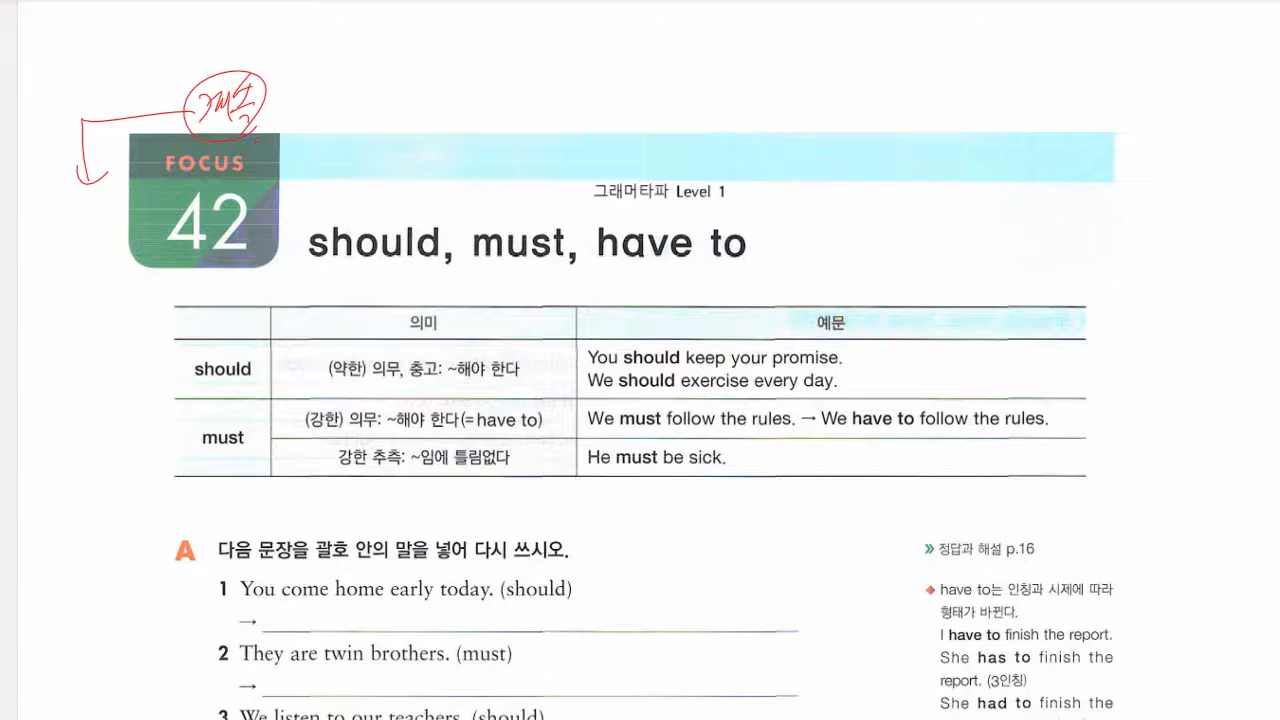 FOCUS
42
그래머타파 Level 1
should, must, have to
의미
예문
should
(약한) 의무, 충고: ~해야 한다
You should keep your promise.
We should exercise every day.
must
(강한) 의무: ~해야 한다(= have to)
We must follow the rules. → We have to follow the rules.
강한 추측: ~임에 틀림없다
He must be sick.
A 다음 문장을 괄호 안의 말을 넣어 다시 쓰시오.
1 You come home early today. (should)
→
2 They are twin brothers. (must)
→
3 We listen to our teachers. (should)
» 정답과 해설 p.16
have to는 인칭과 시제에 따라
형태가 바뀐다.
I have to finish the report.
She has to finish the
report. (3인칭)
She had to finish the